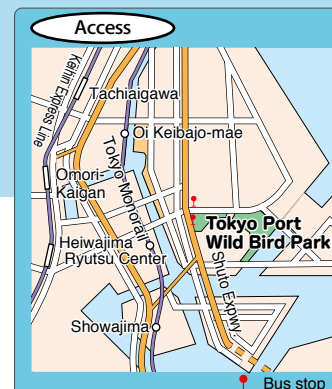 Access
Keihin Express Line
Tachiaigawa
Oi Keibajo-mae
Tokyo Monorail
Omori-
Kaigan
Tokyo Port
Wild Bird Park
Heiwajima
Ryutsu Center
Shuto Expwy.
Showajima
Bus stop